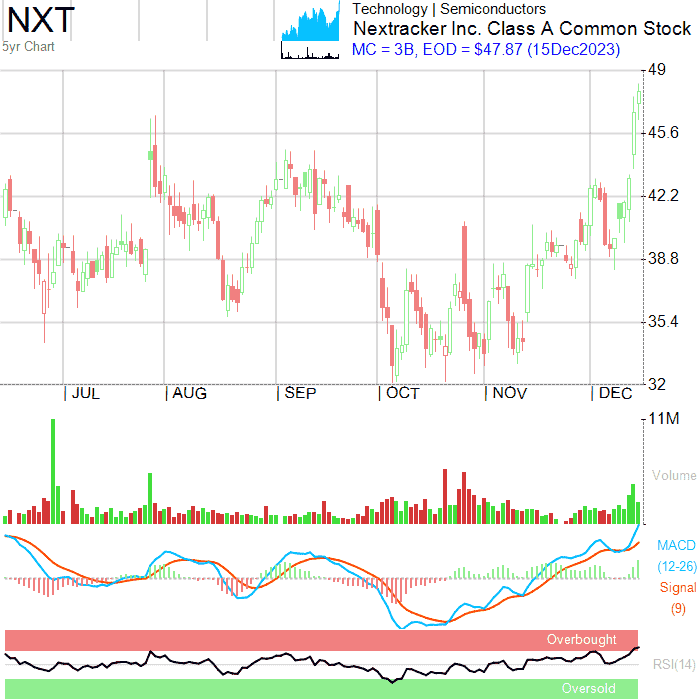 NXT
5yr Chart
Technology | Semiconductors
Nextracker Inc. Class A Common Stock
MC = 3B, EOD = $47.87 (15Dec2023)
49
45.6
42.2
38.8
35.4
32
| JUL | AUG | SEP | OCT | NOV | DEC
11M
Volume
MACD
(12-26)
Signal
(9)
Overbought
RSI(14)
Oversold